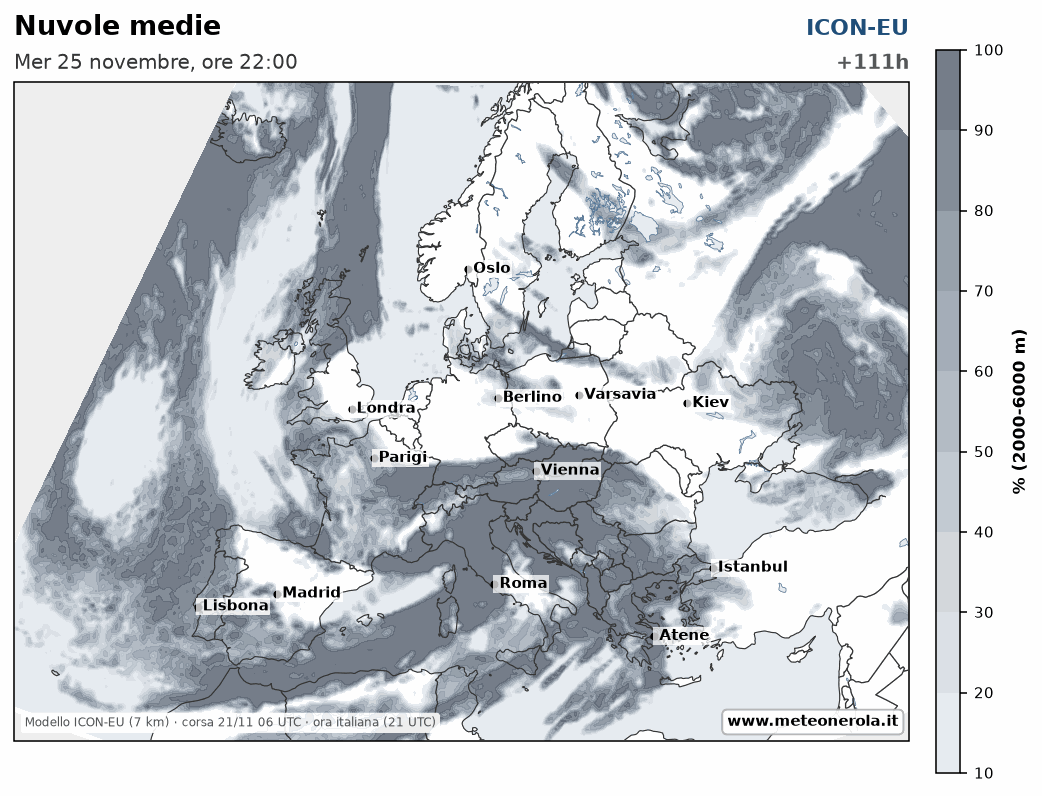 Nuvole medie
ICON-EU
Mer 25 novembre, ore 22:00
+111h
100
90
80
70
60
50
40
30
20
10
% (2000-6000 m)
Oslo
Berlino
Varsavia
Kiev
Londra
Parigi
Vienna
Istanbul
Roma
Madrid
Lisbona
Atene
Modello ICON-EU (7 km) · corsa 21/11 06 UTC · ora italiana (21 UTC)
www.meteonerola.it